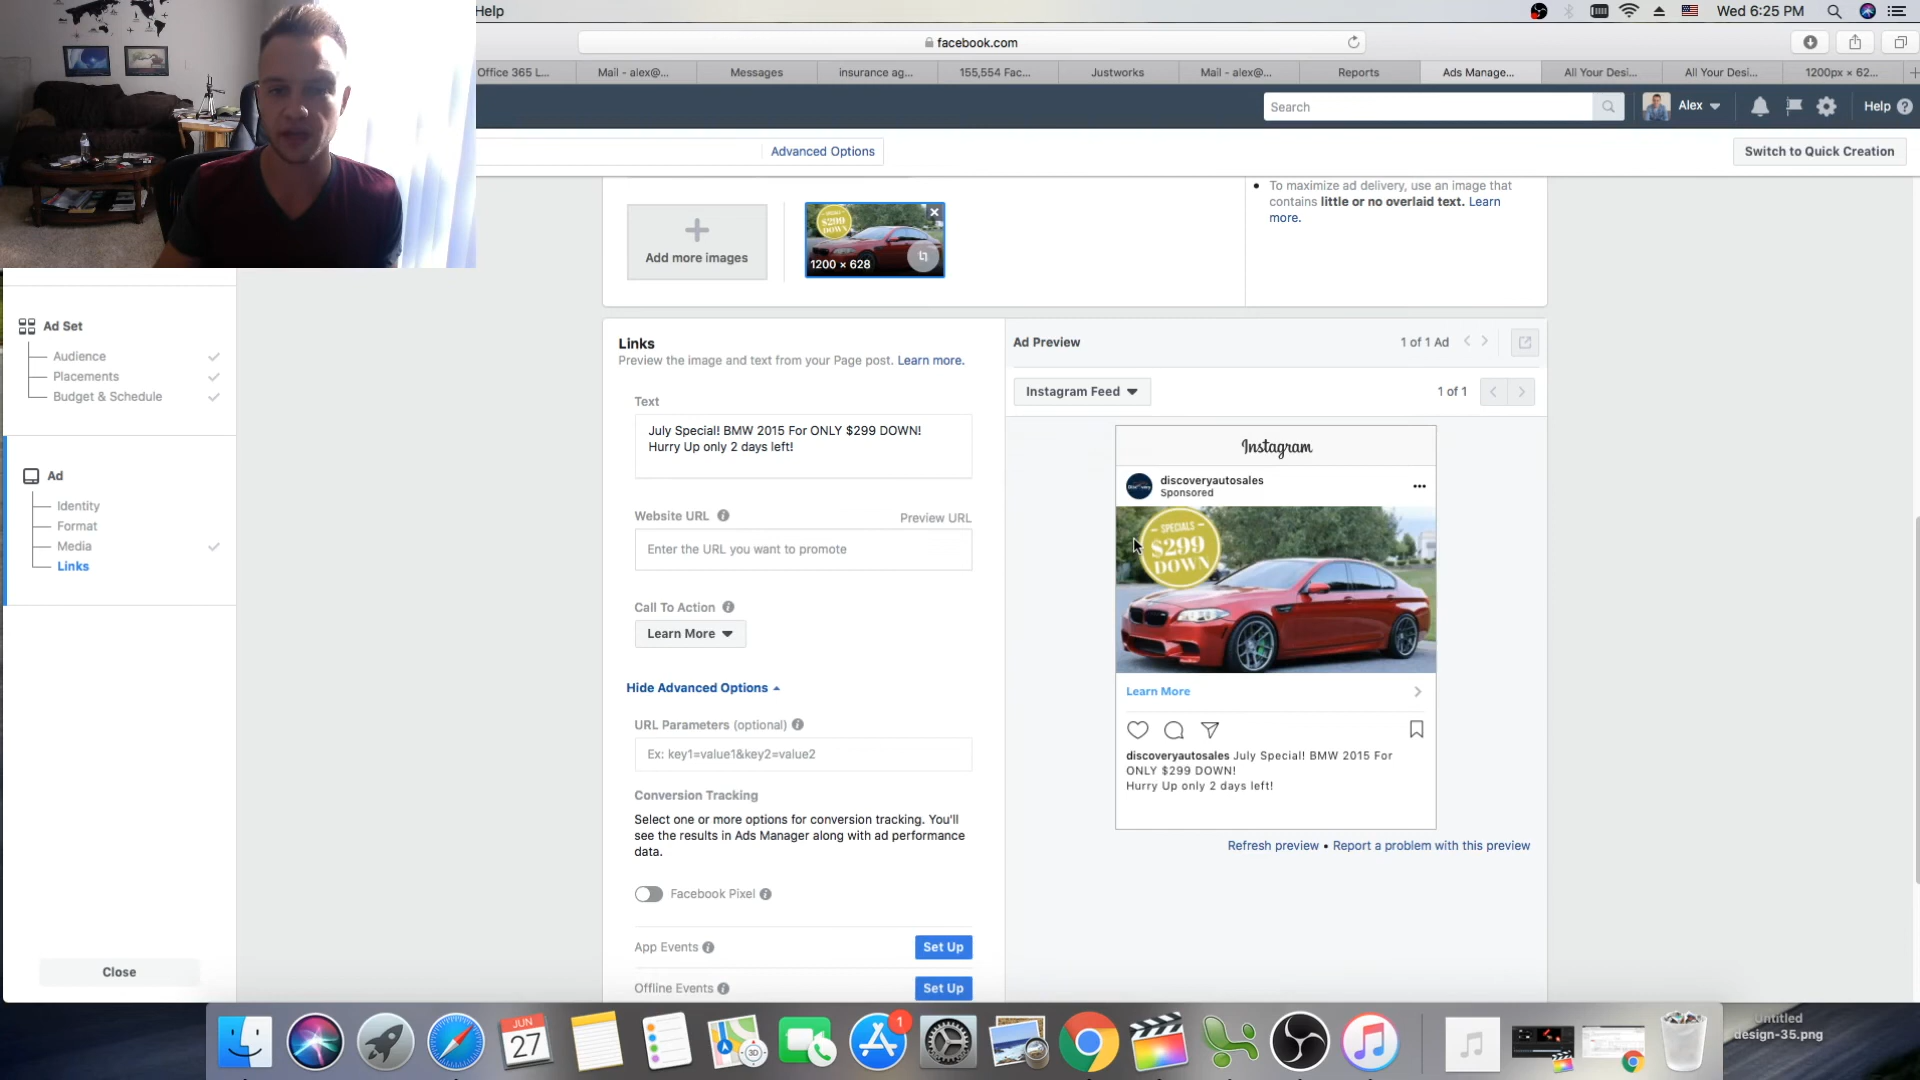 Help
Wed 6:25 PM
facebook.com
Office 365 L...
Mail - alex@...
Messages
insurance ag...
155,554 Fac...
Justworks
Mail - alex@...
Reports
Ads Manage...
All Your Desi...
All Your Desi...
1200px × 62...
Search
Alex
Help
Advanced Options
Switch to Quick Creation
To maximize ad delivery, use an image that
contains little or no overlaid text. Learn
more.
Add more images
$299
DOWN
1200 × 628
Ad Set
Audience
Placements
Budget & Schedule
Ad
Identity
Format
Media
Links
Close
Links
Preview the image and text from your Page post. Learn more.
Text
July Special! BMW 2015 For ONLY $299 DOWN!
Hurry Up only 2 days left!
Website URL
Preview URL
Enter the URL you want to promote
Call To Action
Learn More
Hide Advanced Options
URL Parameters (optional)
Ex: key1=value1&key2=value2
Conversion Tracking
Select one or more options for conversion tracking. You'll
see the results in Ads Manager along with ad performance
data.
Facebook Pixel
App Events
Set Up
Offline Events
Set Up
Ad Preview
1 of 1 Ad
Instagram Feed
1 of 1
Instagram
discoveryautosales
Sponsored
SPECIALS
$299
DOWN
Learn More
discoveryautosales July Special! BMW 2015 For
ONLY $299 DOWN!
Hurry Up only 2 days left!
Refresh preview • Report a problem with this preview
JUN
27
3D
1
Untitled
design-35.png